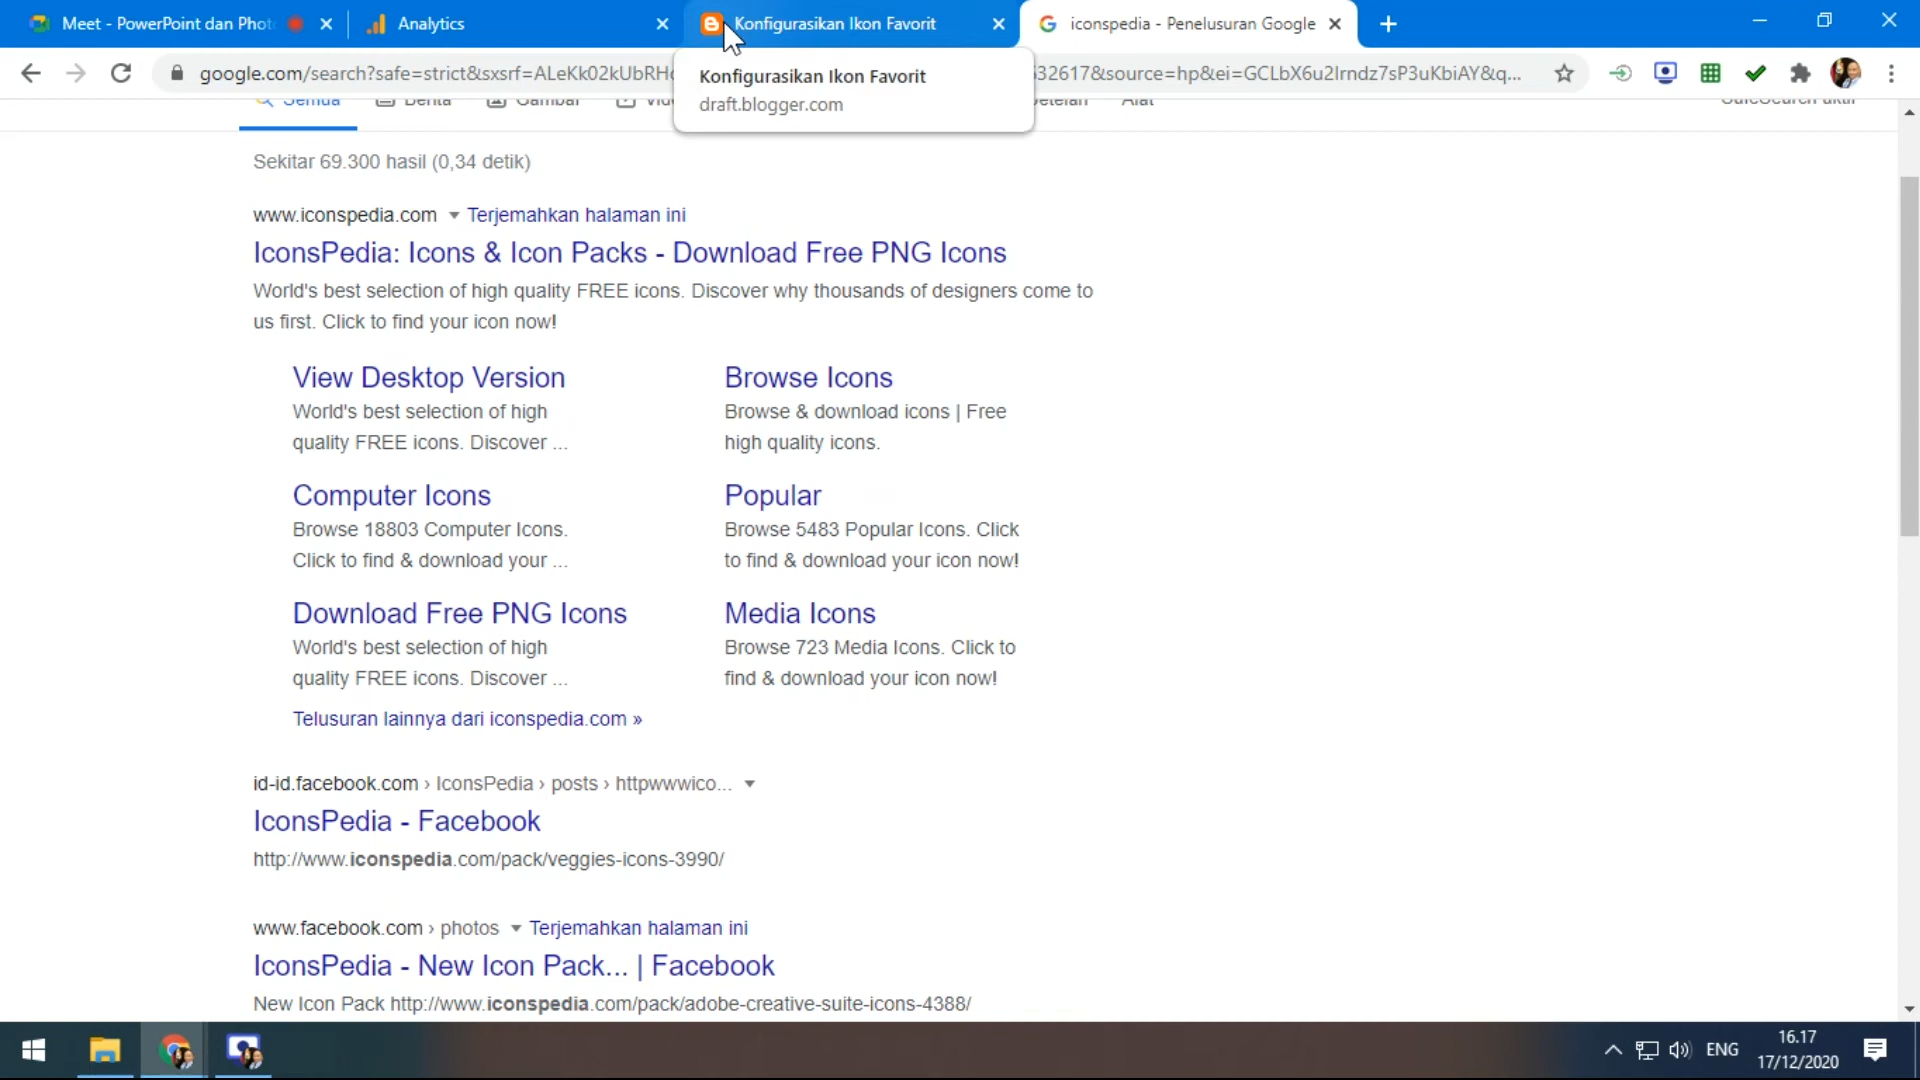 Meet - PowerPoint dan Phot
Analytics
Konfigurasikan Ikon Favorit
iconspedia - Penelusuran Google
google.com/search?safe=strict&sxsrf=ALeKk02kUbRH
32617&source=hp&ei=GCLbX6u2Irndz7sP3uKbiAY&q...
Konfigurasikan Ikon Favorit
draft.blogger.com
Semua
Berita
Gambar
Alat
SafeSearch aktif
Sekitar 69.300 hasil (0,34 detik)
www.iconspedia.com Terjemahkan halaman ini
IconsPedia: Icons & Icon Packs - Download Free PNG Icons
World's best selection of high quality FREE icons. Discover why thousands of designers come to
us first. Click to find your icon now!
View Desktop Version
World's best selection of high
quality FREE icons. Discover ...
Browse Icons
Browse & download icons | Free
high quality icons.
Computer Icons
Browse 18803 Computer Icons.
Click to find & download your ...
Popular
Browse 5483 Popular Icons. Click
to find & download your icon now!
Download Free PNG Icons
World's best selection of high
quality FREE icons. Discover ...
Media Icons
Browse 723 Media Icons. Click to
find & download your icon now!
Telusuran lainnya dari iconspedia.com »
id-id.facebook.com › IconsPedia › posts › httpwwwico...
IconsPedia - Facebook
http://www.iconspedia.com/pack/veggies-icons-3990/
www.facebook.com › photos Terjemahkan halaman ini
IconsPedia - New Icon Pack... | Facebook
New Icon Pack http://www.iconspedia.com/pack/adobe-creative-suite-icons-4388/
ENG
16.17
17/12/2020